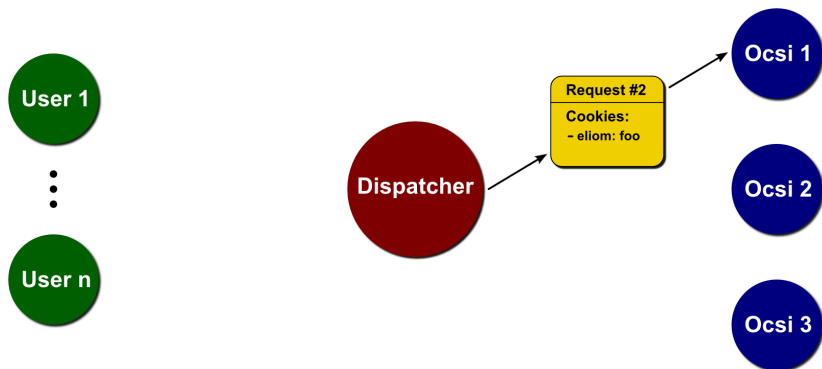 User 1
User n
Dispatcher
Request #2
Cookies:
- eliom: foo
Ocsi 1
Ocsi 2
Ocsi 3